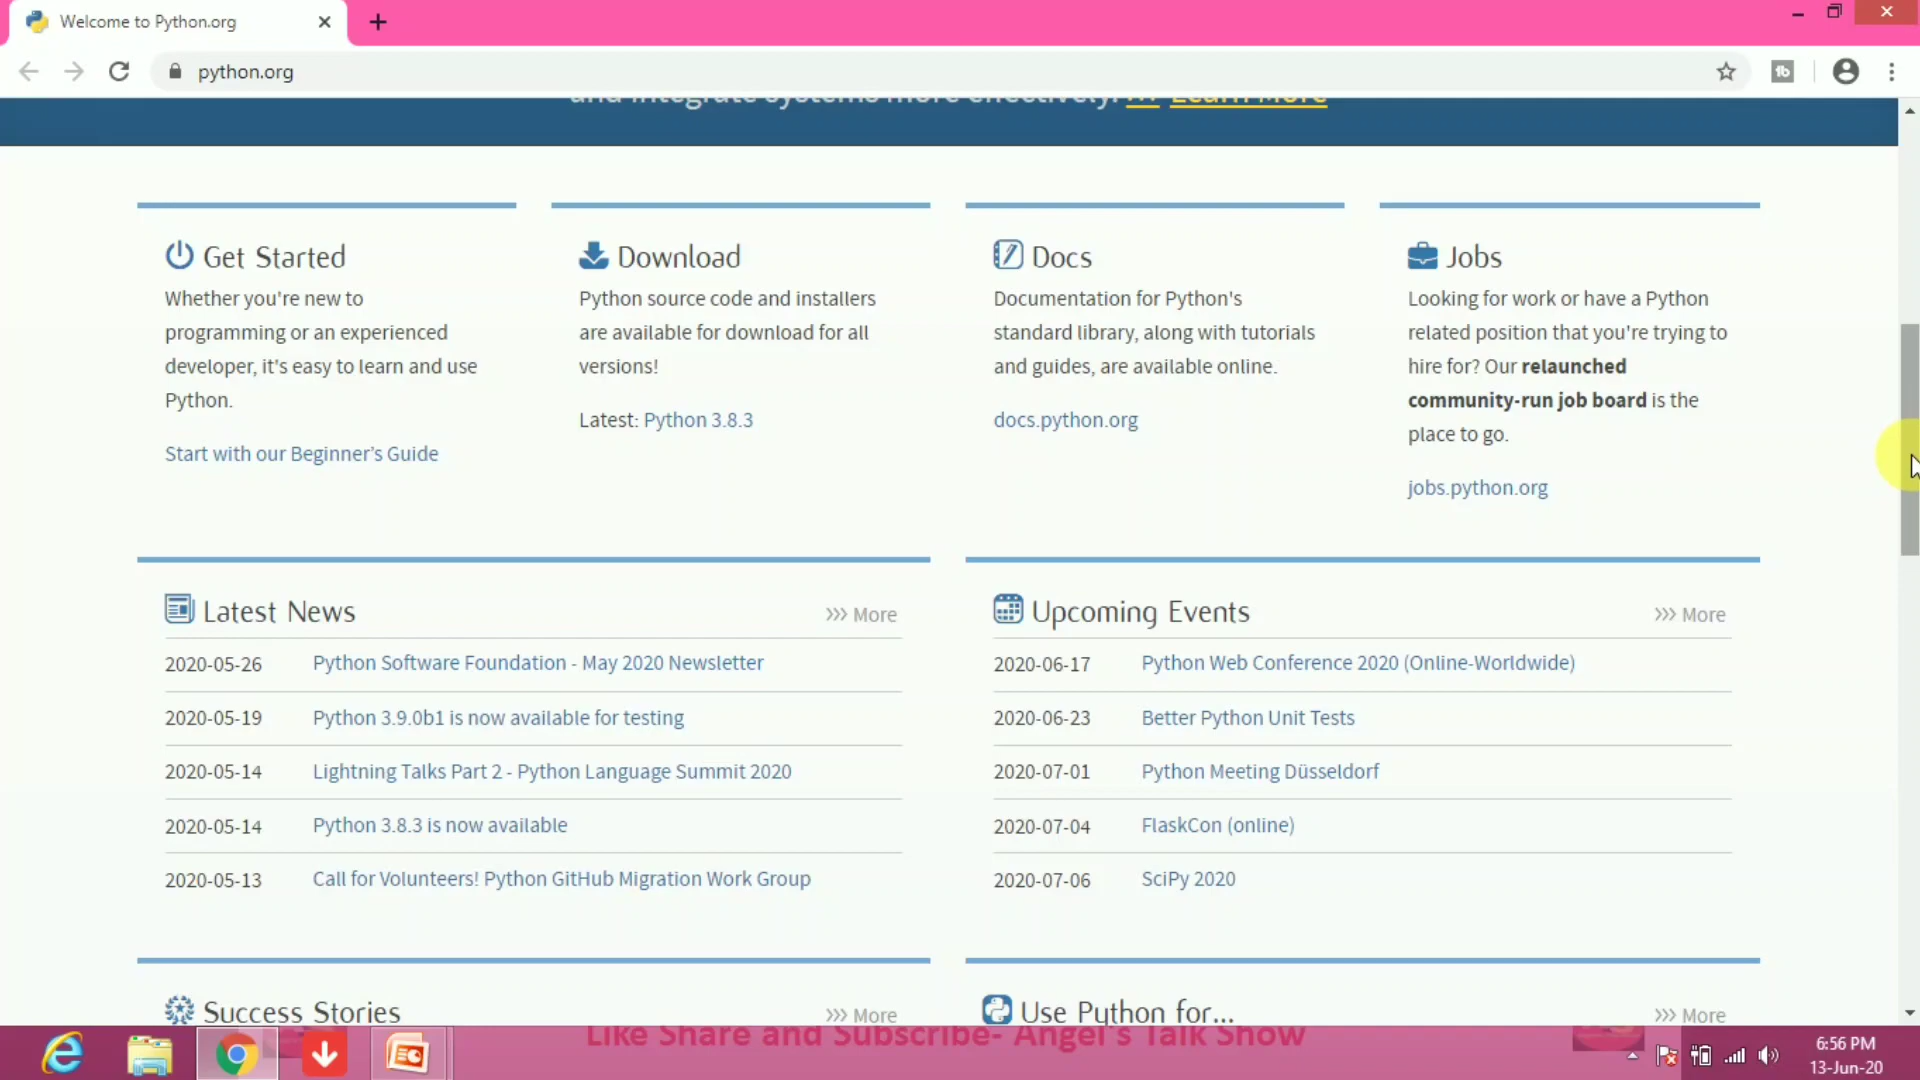 Welcome to Python.org
python.org
and integrate systems more effectively. >>> Learn More
Get Started
Whether you're new to
programming or an experienced
developer, it's easy to learn and use
Python.
Start with our Beginner's Guide
Download
Python source code and installers
are available for download for all
versions!
Latest: Python 3.8.3
Docs
Documentation for Python's
standard library, along with tutorials
and guides, are available online.
docs.python.org
Jobs
Looking for work or have a Python
related position that you're trying to
hire for? Our relaunched
community-run job board is the
place to go.
jobs.python.org
Latest News
>>> More
2020-05-26 Python Software Foundation - May 2020 Newsletter
2020-05-19 Python 3.9.0b1 is now available for testing
2020-05-14 Lightning Talks Part 2 - Python Language Summit 2020
2020-05-14 Python 3.8.3 is now available
2020-05-13 Call for Volunteers! Python GitHub Migration Work Group
Upcoming Events
>>> More
2020-06-17 Python Web Conference 2020 (Online-Worldwide)
2020-06-23 Better Python Unit Tests
2020-07-01 Python Meeting Düsseldorf
2020-07-04 FlaskCon (online)
2020-07-06 SciPy 2020
Success Stories
>>> More
Use Python for...
>>> More
Like Share and Subscribe- Angel's Talk Show
6:56 PM
13-Jun-20